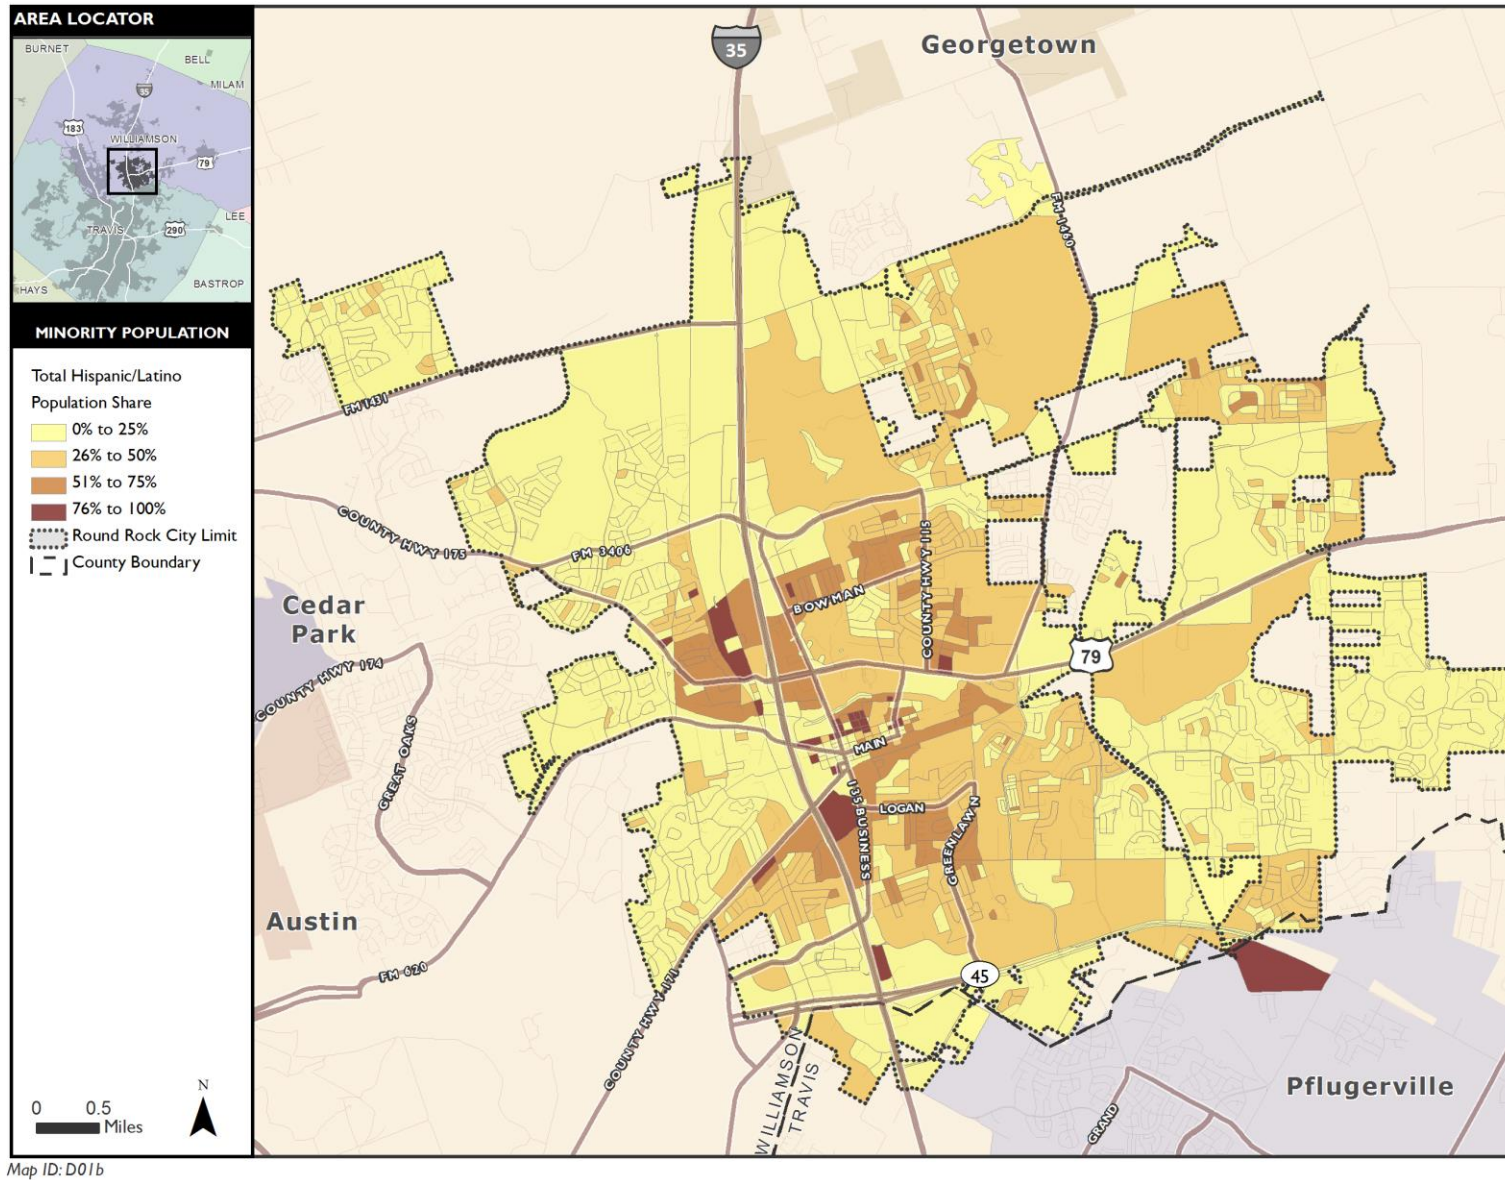 AREA LOCATOR
BURNET
BELL
MILAM
35
183
WILLIAMSON
79
LEE
TRAVIS
290
BASTROP
HAYS
MINORITY POPULATION
Total Hispanic/Latino
Population Share
0% to 25%
26% to 50%
51% to 75%
76% to 100%
Round Rock City Limit
County Boundary
0 0.5
Miles
N
Map ID: D01b
35
Georgetown
FM 1460
FM 1431
COUNTY HWY 175
FM 3406
COUNTY HWY 115
BOWMAN
Cedar
Park
COUNTY HWY 174
79
GREAT OAKS
MAIN
I 35 BUSINESS
LOGAN
GREENLAWN
Austin
FM 620
45
COUNTY HWY 171
WILLIAMSON
TRAVIS
Pflugerville
GRAND